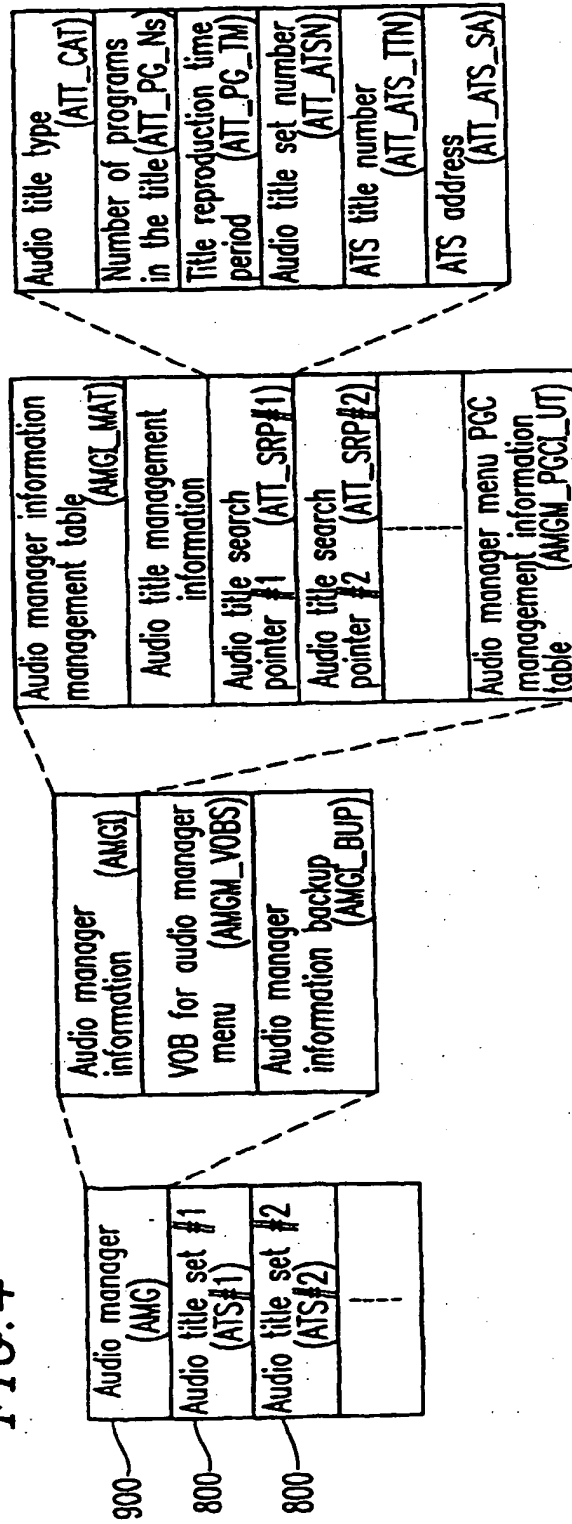 FIG.4
900
Audio manager
(AMG)
800
Audio title set #1
(ATS#1)
800
Audio title set #2
(ATS#2)
Audio manager
information (AMGI)
VOB for audio manager
menu (AMGM_VOBS)
Audio manager
information backup
(AMGI_BUP)
Audio manager information
management table
(AMGI_MAT)
Audio title management
information
Audio title search
pointer #1 (ATT_SRP#1)
Audio title search
pointer #2 (ATT_SRP#2)
Audio manager menu PGC
management information
table (AMGM_PGCI_UT)
Audio title type
(ATT_CAT)
Number of programs
in the title(ATT_PG_Ns)
Title reproduction time
period (ATT_PG_TM)
Audio title set number
(ATT_ATSN)
ATS title number
(ATT_ATS_TTN)
ATS address
(ATT_ATS_SA)